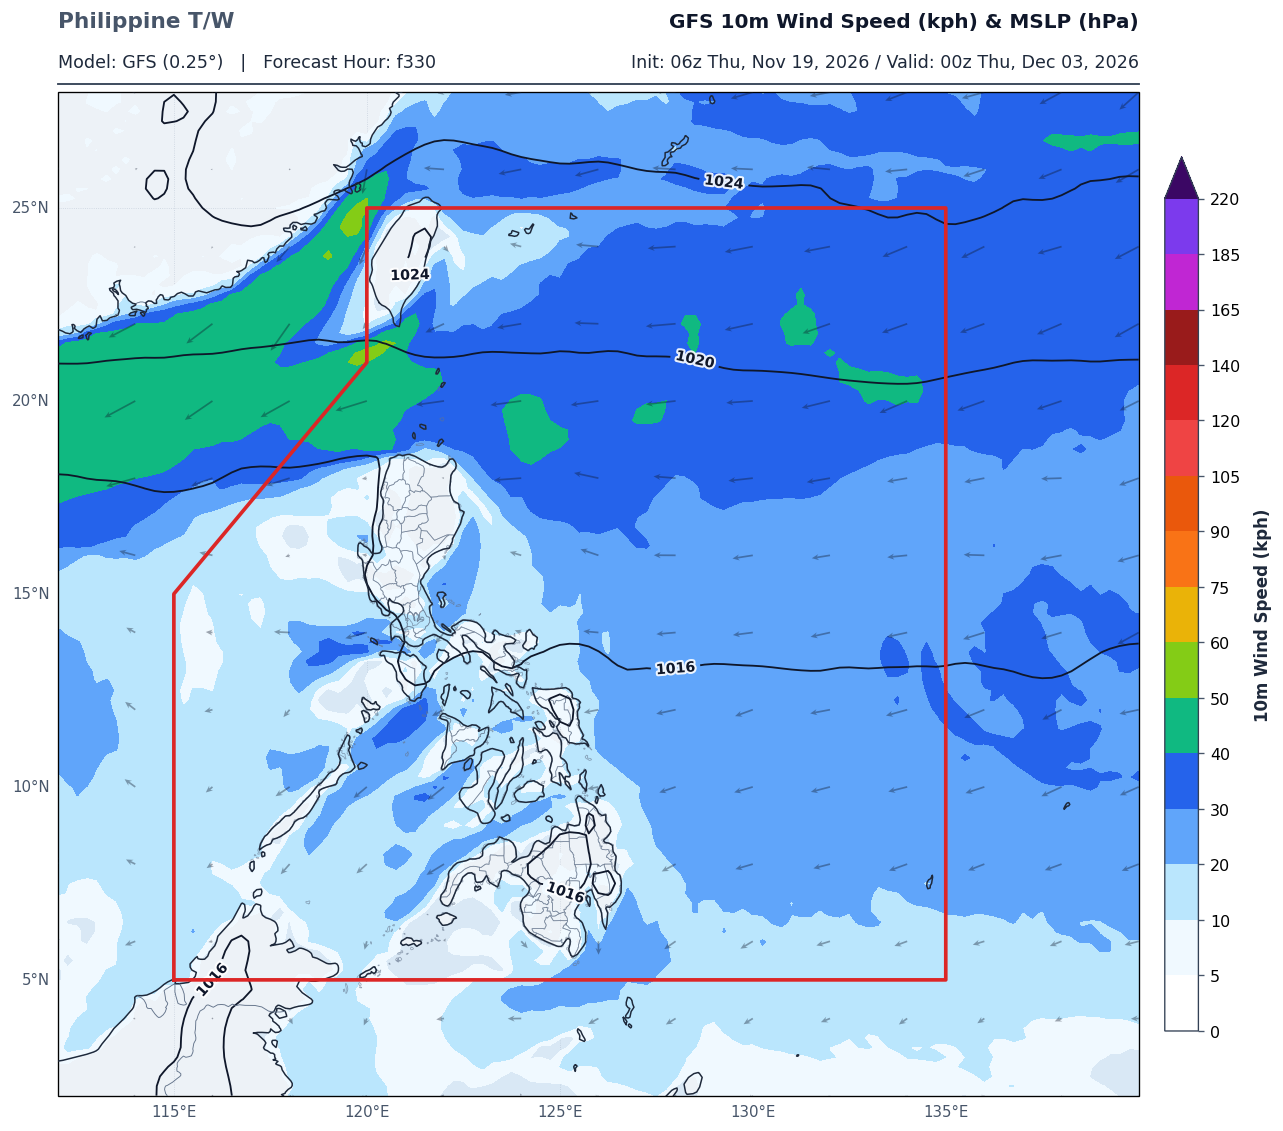 Philippine T/W
GFS 10m Wind Speed (kph) & MSLP (hPa)
Model: GFS (0.25°) | Forecast Hour: f330
Init: 06z Thu, Nov 19, 2026 / Valid: 00z Thu, Dec 03, 2026
1024
25°N
1024
1020
20°N
15°N
1016
10°N
1016
1016
5°N
115°E
120°E
125°E
130°E
135°E
220
185
165
140
120
105
90
75
60
50
40
30
20
10
5
0
10m Wind Speed (kph)